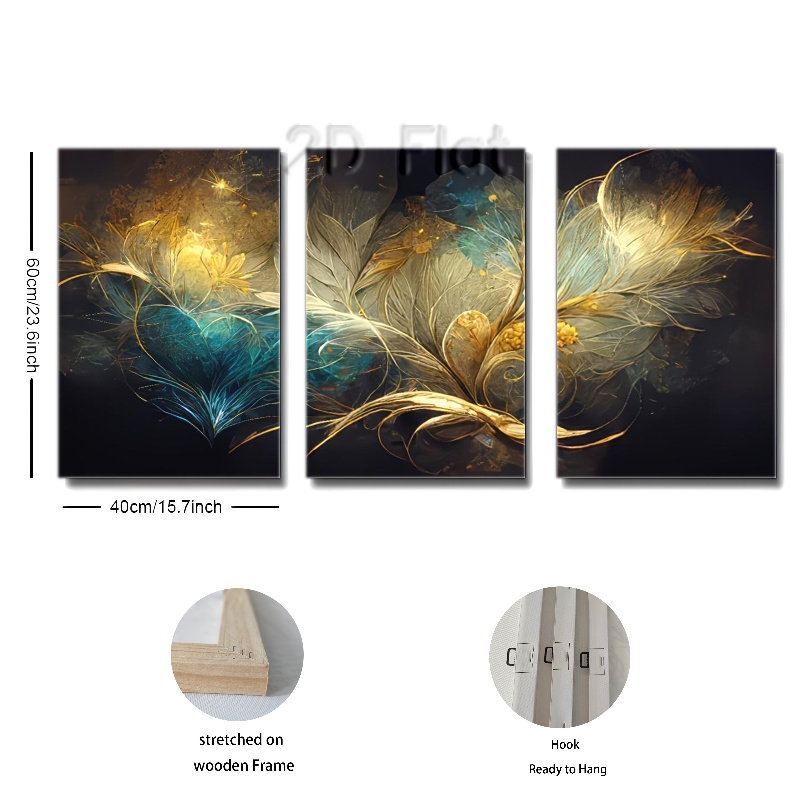 2D Flat
60cm/23.6inch
40cm/15.7inch
stretched on
wooden Frame
Hook
Ready to Hang